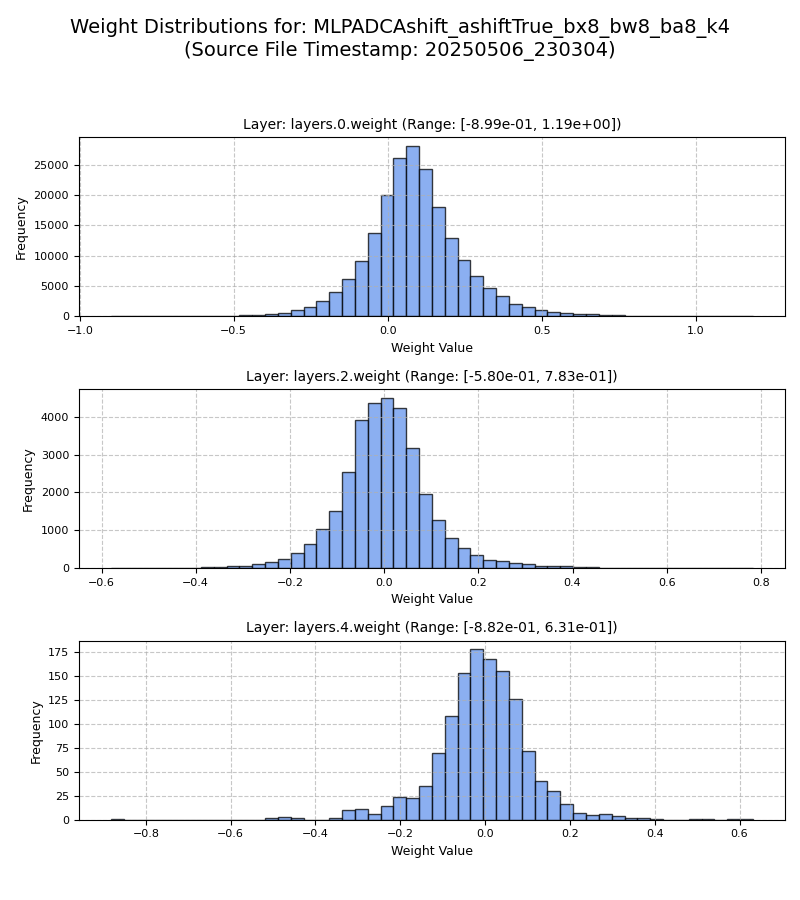 Weight Distributions for: MLPADCAshift_ashiftTrue_bx8_bw8_ba8_k4
(Source File Timestamp: 20250506_230304)
Layer: layers.0.weight (Range: [-8.99e-01, 1.19e+00])
Frequency
25000
20000
15000
10000
5000
0
−1.0 −0.5 0.0 0.5 1.0
Weight Value
Layer: layers.2.weight (Range: [-5.80e-01, 7.83e-01])
Frequency
4000
3000
2000
1000
0
−0.6 −0.4 −0.2 0.0 0.2 0.4 0.6 0.8
Weight Value
Layer: layers.4.weight (Range: [-8.82e-01, 6.31e-01])
Frequency
175
150
125
100
75
50
25
0
−0.8 −0.6 −0.4 −0.2 0.0 0.2 0.4 0.6
Weight Value